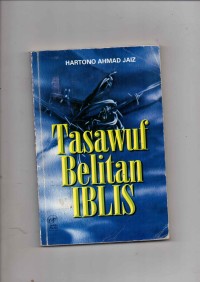 HARTONO AHMAD JAIZ
Tasawuf
Belitan
IBLIS